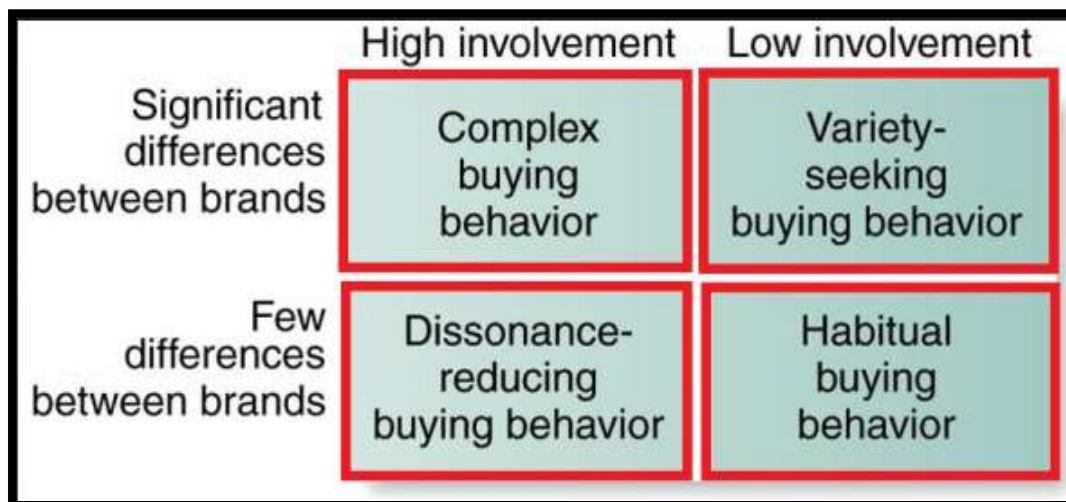 High involvement
Low involvement
Significant
differences
between brands
Complex
buying
behavior
Variety-
seeking
buying behavior
Few
differences
between brands
Dissonance-
reducing
buying behavior
Habitual
buying
behavior